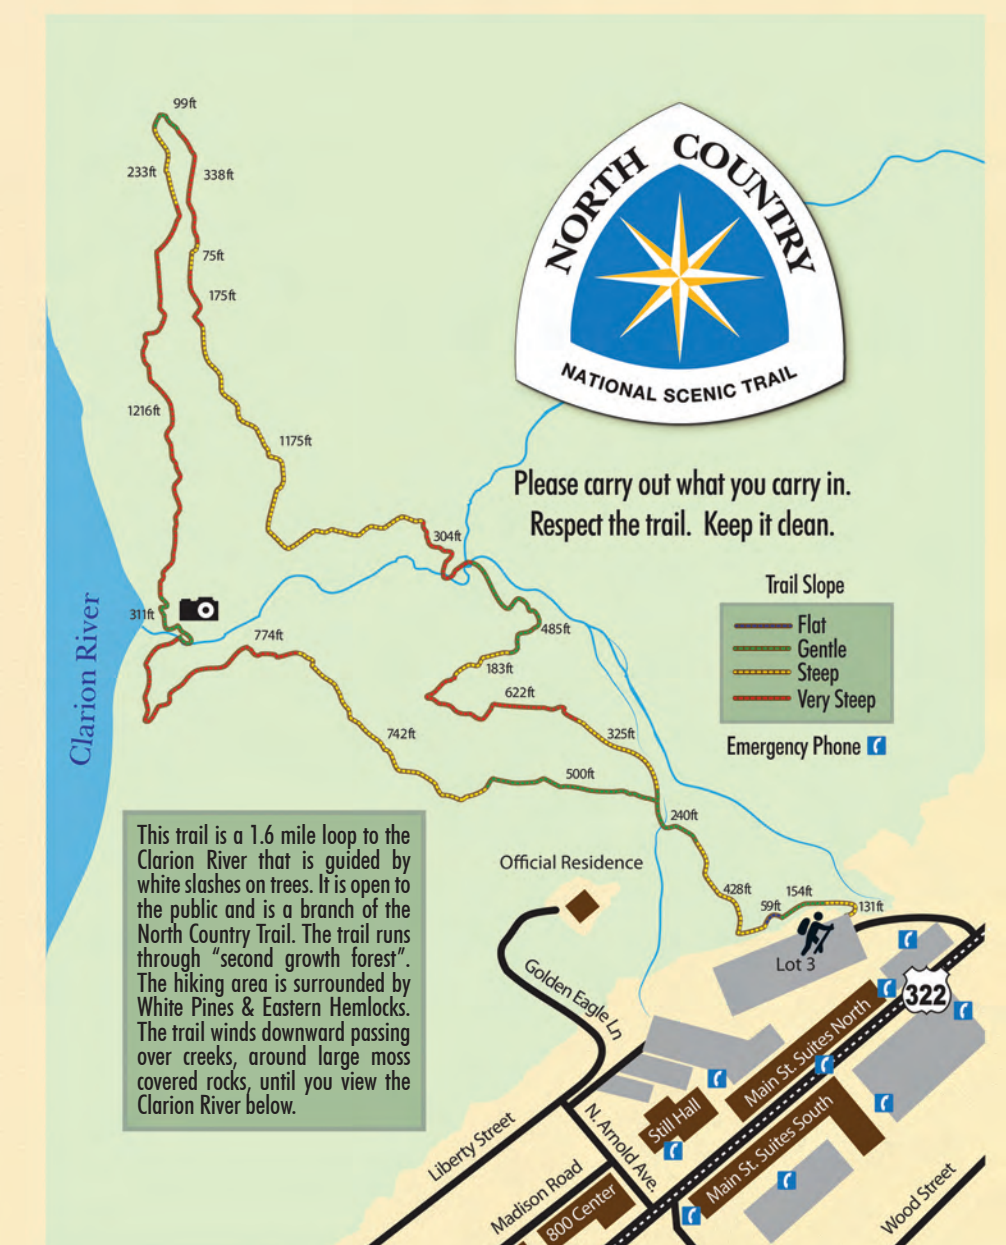 99ft
233ft
338ft
75ft
175ft
1216ft
1175ft
304ft
311ft
774ft
485ft
183ft
622ft
742ft
325ft
500ft
240ft
428ft
59ft
154ft
131ft
Clarion River
NORTH COUNTRY
NATIONAL SCENIC TRAIL
Please carry out what you carry in.
Respect the trail. Keep it clean.
Trail Slope
Flat
Gentle
Steep
Very Steep
Emergency Phone
This trail is a 1.6 mile loop to the
Clarion River that is guided by
white slashes on trees. It is open to
the public and is a branch of the
North Country Trail. The trail runs
through “second growth forest”.
The hiking area is surrounded by
White Pines & Eastern Hemlocks.
The trail winds downward passing
over creeks, around large moss
covered rocks, until you view the
Clarion River below.
Official Residence
Lot 3
Golden Eagle Ln
322
Main St. Suites North
Still Hall
Main St. Suites South
N. Arnold Ave.
Liberty Street
Madison Road
800 Center
Wood Street